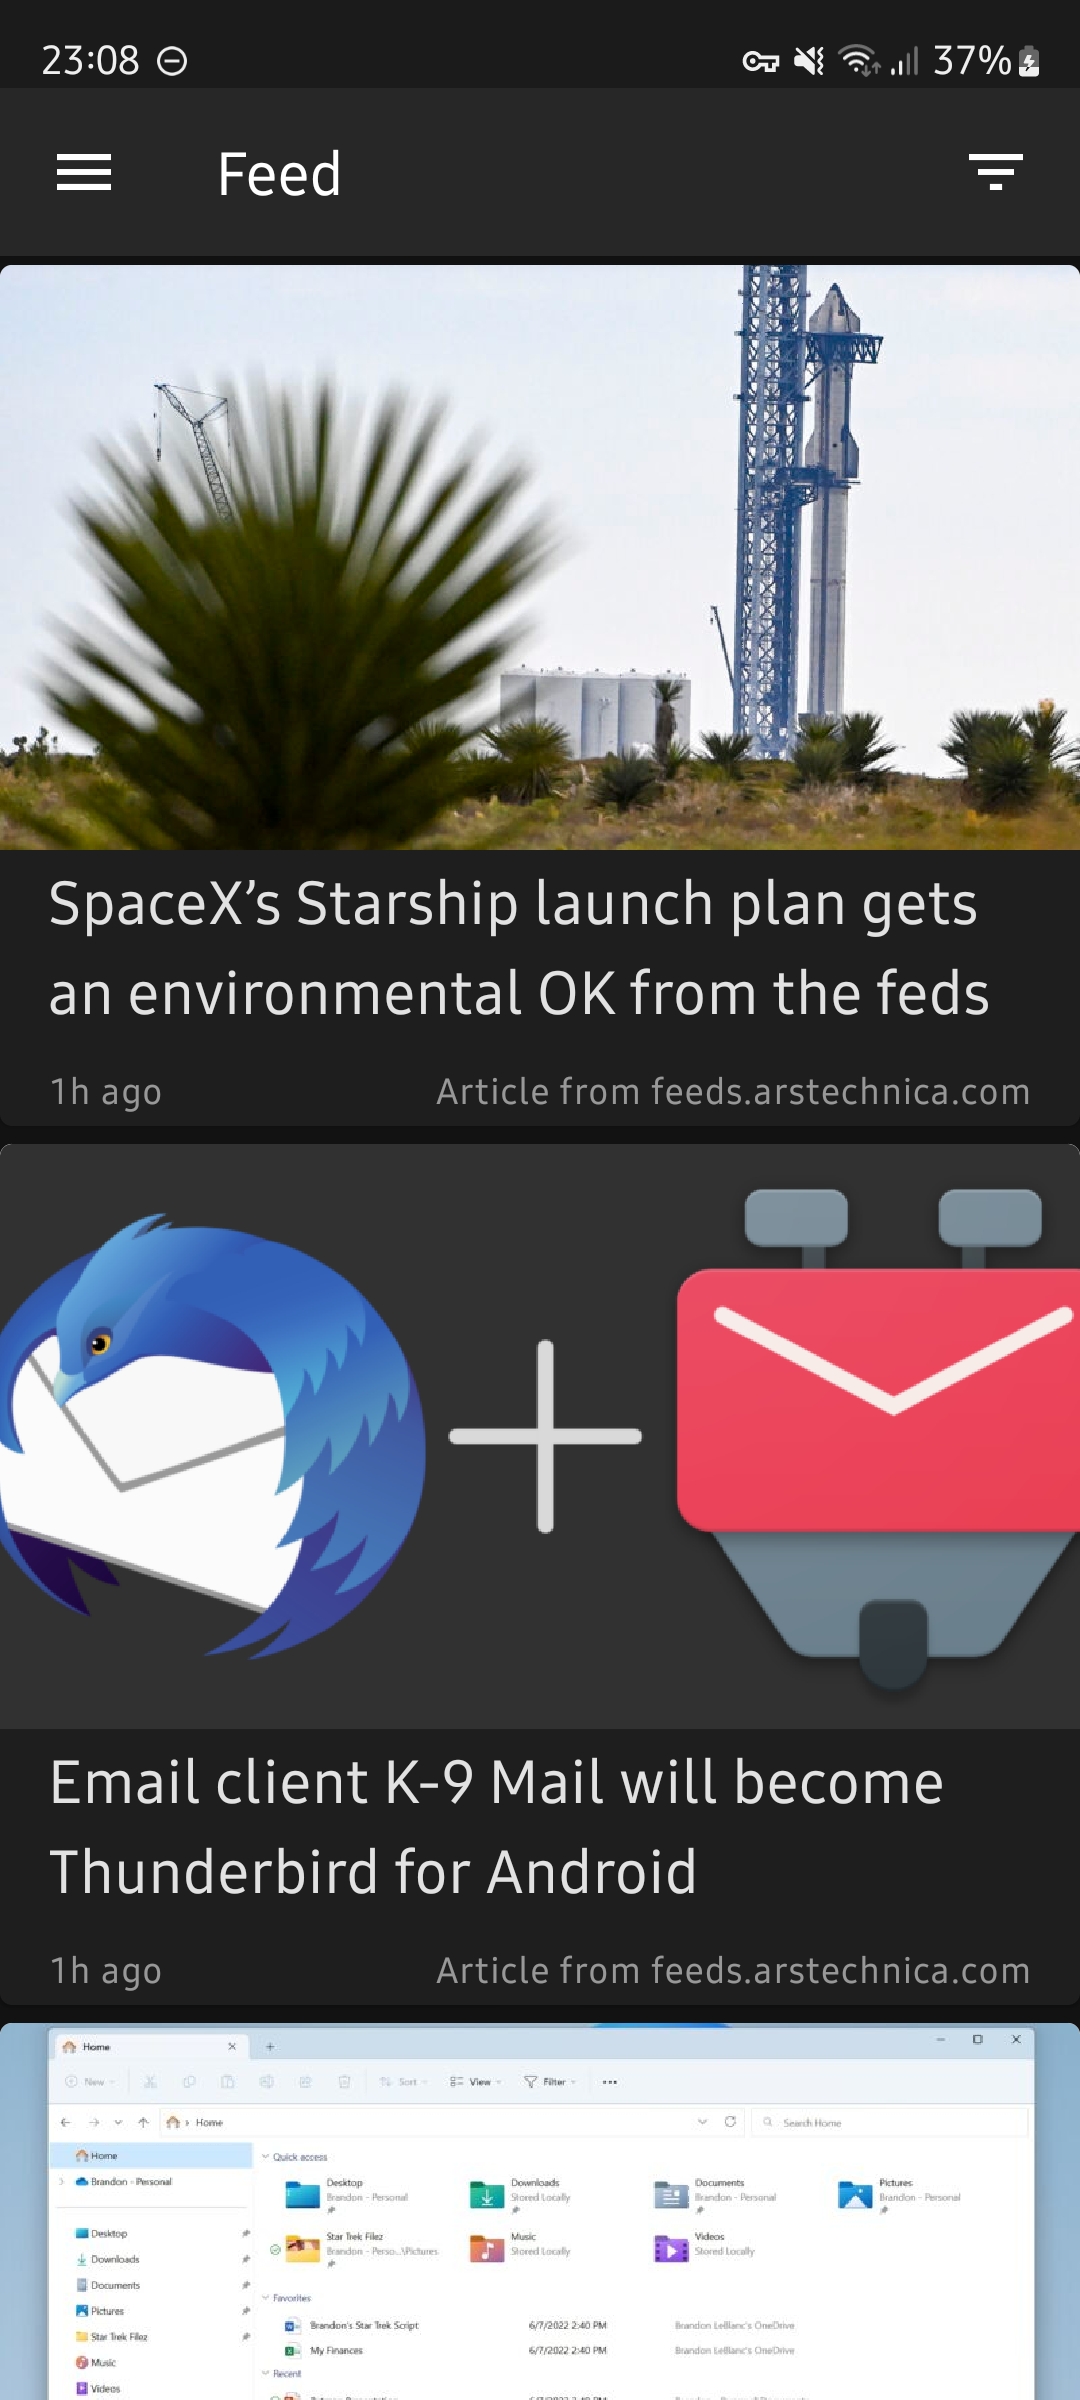 23:08 37%
Feed
SpaceX’s Starship launch plan gets
an environmental OK from the feds
1h ago Article from feeds.arstechnica.com
Email client K-9 Mail will become
Thunderbird for Android
1h ago Article from feeds.arstechnica.com
Home
New Sort View Filter
Home Search Home
Home
Brandon - Personal
Desktop
Downloads
Documents
Pictures
Star Trek Filez
Music
Videos
Quick access
Desktop
Brandon - Personal
Downloads
Stored Locally
Documents
Brandon - Personal
Pictures
Brandon - Personal
Star Trek Filez
Brandon - Perso...\Pictures
Music
Stored Locally
Videos
Stored Locally
Favorites
Brandon's Star Trek Script 6/7/2022 2:40 PM Brandon LeBlanc's OneDrive
My Finances 6/7/2022 2:40 PM Brandon LeBlanc's OneDrive
Recent